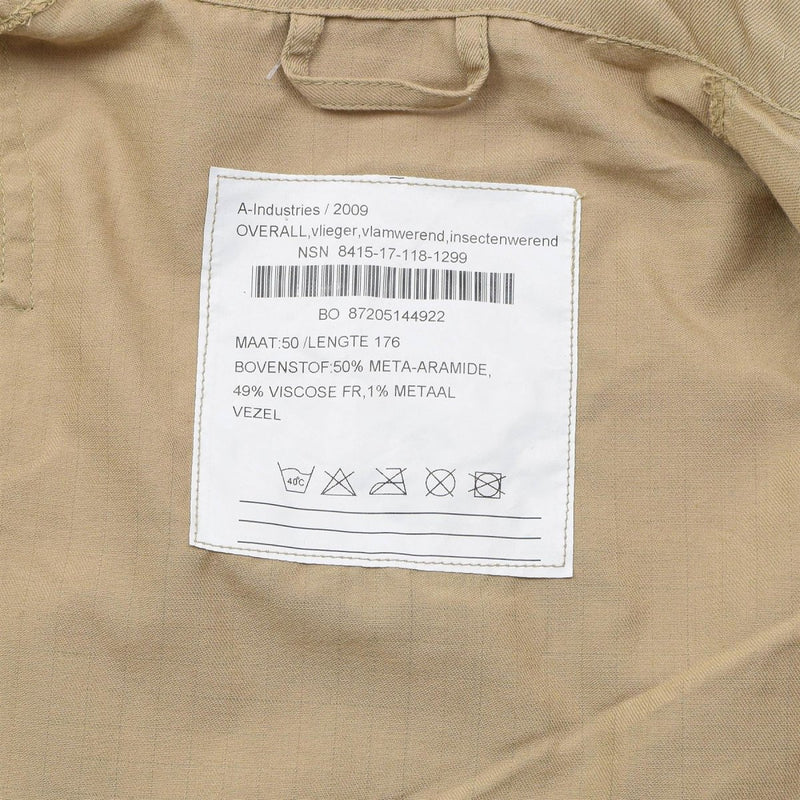 A-Industries / 2009
OVERALL,vlieger,vlamwerend,insectenwerend
NSN 8415-17-118-1299
BO 87205144922
MAAT:50 /LENGTE 176
BOVENSTOF:50% META-ARAMIDE,
49% VISCOSE FR,1% METAAL
VEZEL
40°C